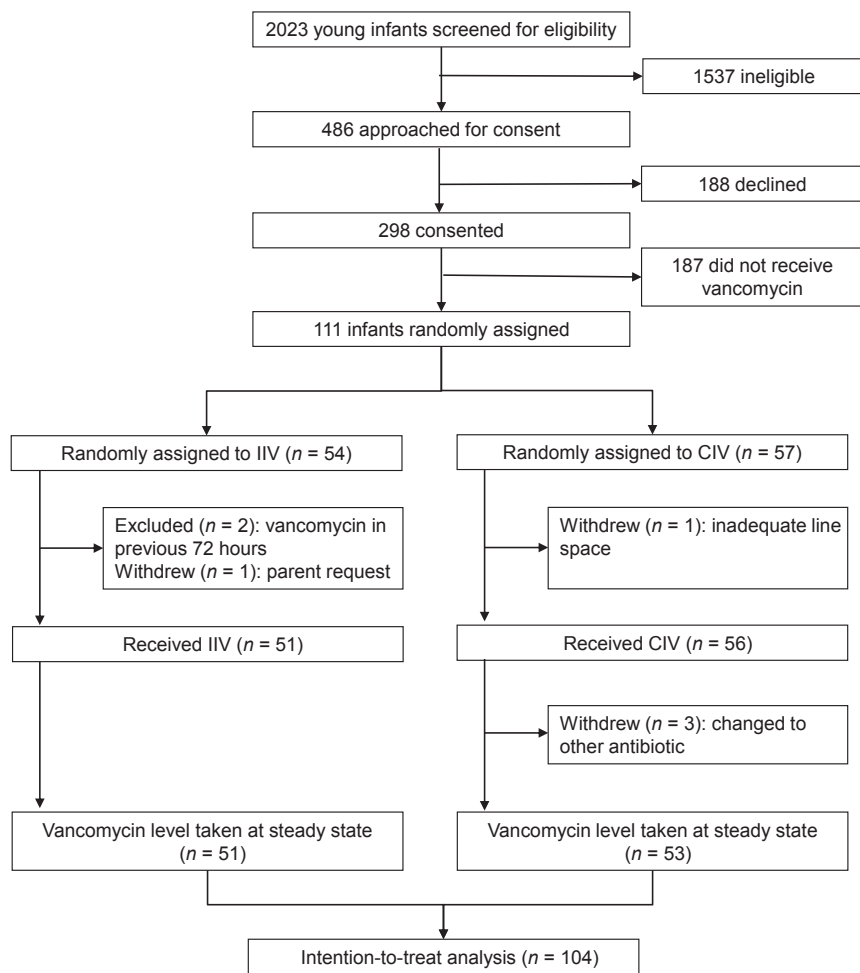 2023 young infants screened for eligibility
1537 ineligible
486 approached for consent
188 declined
298 consented
187 did not receive
vancomycin
111 infants randomly assigned
Randomly assigned to IIV (n = 54)
Randomly assigned to CIV (n = 57)
Excluded (n = 2): vancomycin in
previous 72 hours
Withdrew (n = 1): parent request
Withdrew (n = 1): inadequate line
space
Received IIV (n = 51)
Received CIV (n = 56)
Withdrew (n = 3): changed to
other antibiotic
Vancomycin level taken at steady state
(n = 51)
Vancomycin level taken at steady state
(n = 53)
Intention-to-treat analysis (n = 104)